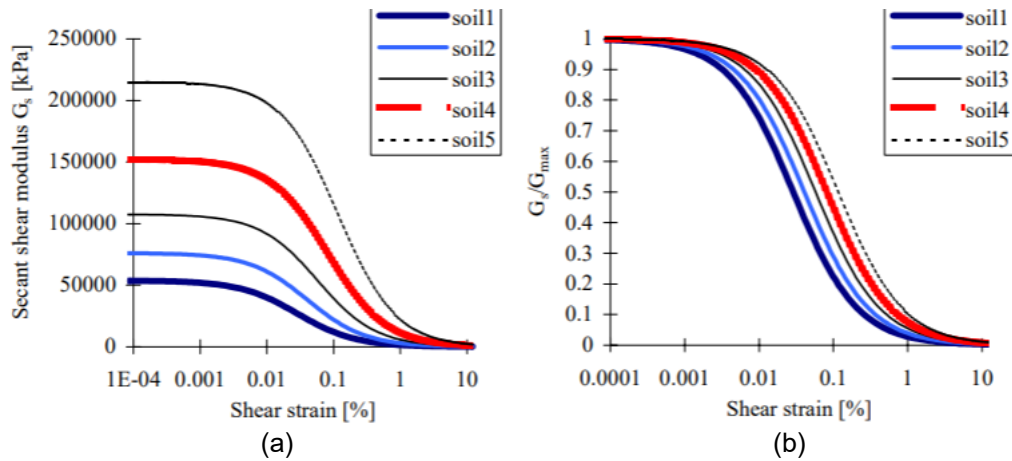 Secant shear modulus Gs [kPa]
250000
200000
150000
100000
50000
0
1E-04 0.001 0.01 0.1 1 10
Shear strain [%]
soil1
soil2
soil3
soil4
soil5
(a)
Gs/Gmax
1
0.9
0.8
0.7
0.6
0.5
0.4
0.3
0.2
0.1
0
0.0001 0.001 0.01 0.1 1 10
Shear strain [%]
soil1
soil2
soil3
soil4
soil5
(b)